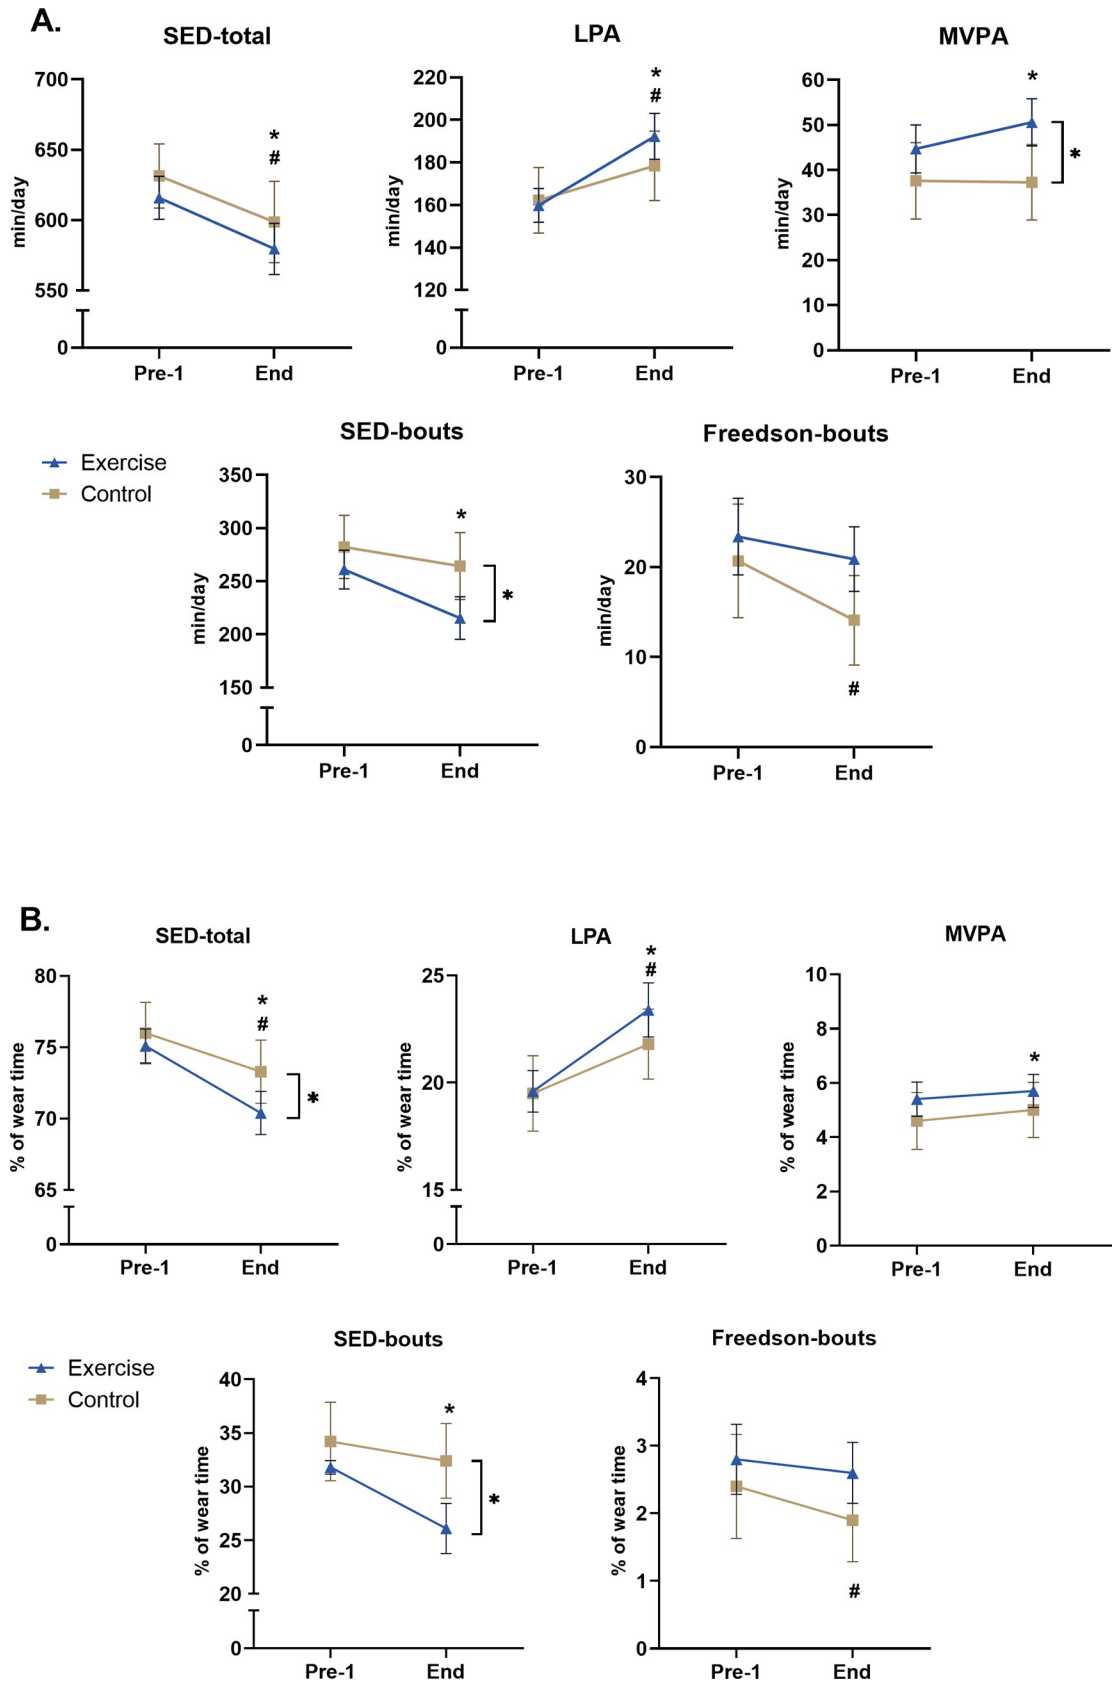 A.
SED-total
LPA
MVPA
min/day
700
650
600
550
0
Pre-1
End
*
#
min/day
220
200
180
160
140
120
0
Pre-1
End
*
#
min/day
60
50
40
30
20
10
0
Pre-1
End
*
*
Exercise
Control
SED-bouts
min/day
350
300
250
200
150
0
Pre-1
End
*
*
Freedson-bouts
min/day
30
20
10
0
Pre-1
End
#
B.
SED-total
LPA
MVPA
% of wear time
80
75
70
65
0
Pre-1
End
*
#
*
% of wear time
25
20
15
0
Pre-1
End
*
#
% of wear time
10
8
6
4
2
0
Pre-1
End
*
Exercise
Control
SED-bouts
% of wear time
40
35
30
25
20
0
Pre-1
End
*
*
Freedson-bouts
% of wear time
4
3
2
1
0
Pre-1
End
#